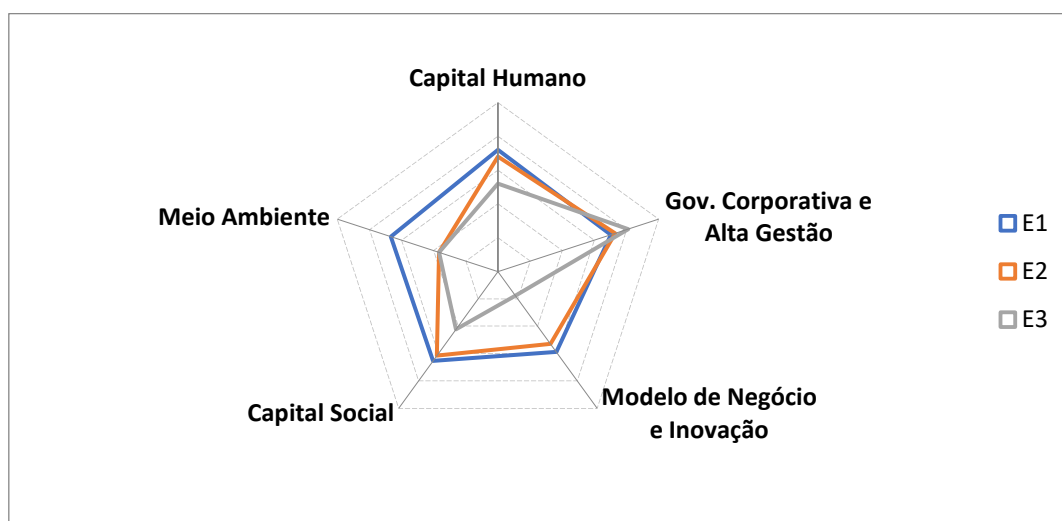 Capital Humano
Gov. Corporativa e
Alta Gestão
Meio Ambiente
Capital Social
Modelo de Negócio
e Inovação
E1
E2
E3